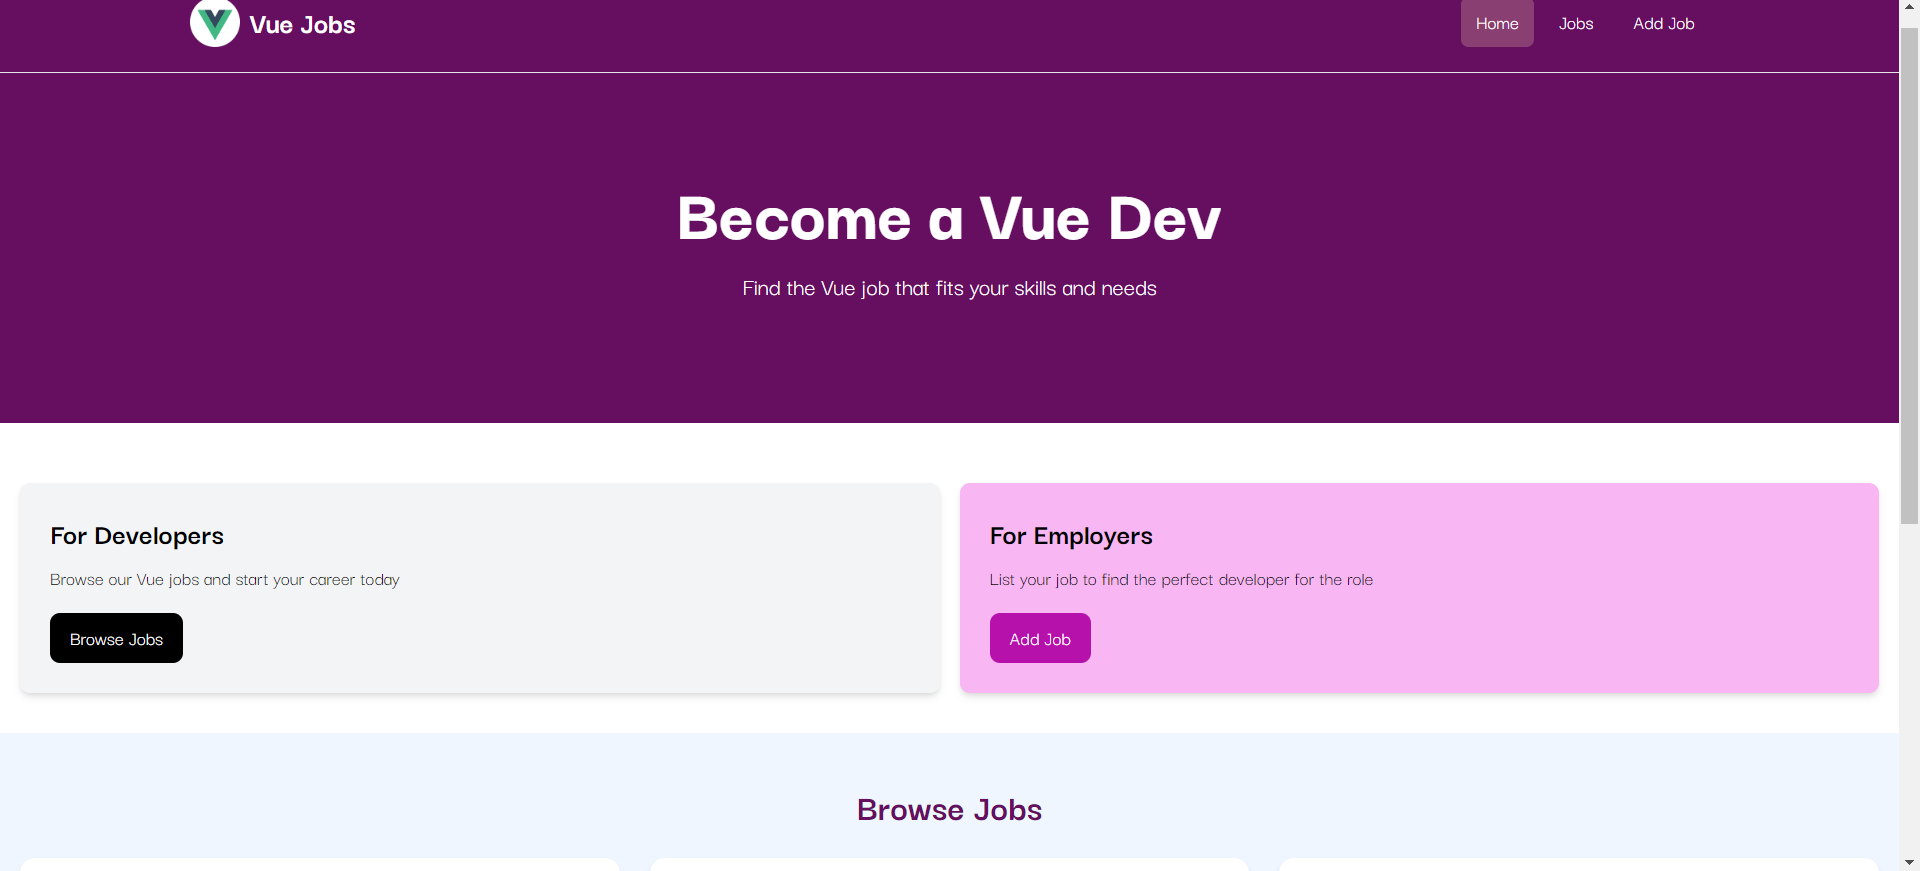 Vue Jobs
Home
Jobs
Add Job
Become a Vue Dev
Find the Vue job that fits your skills and needs
For Developers
Browse our Vue jobs and start your career today
Browse Jobs
For Employers
List your job to find the perfect developer for the role
Add Job
Browse Jobs